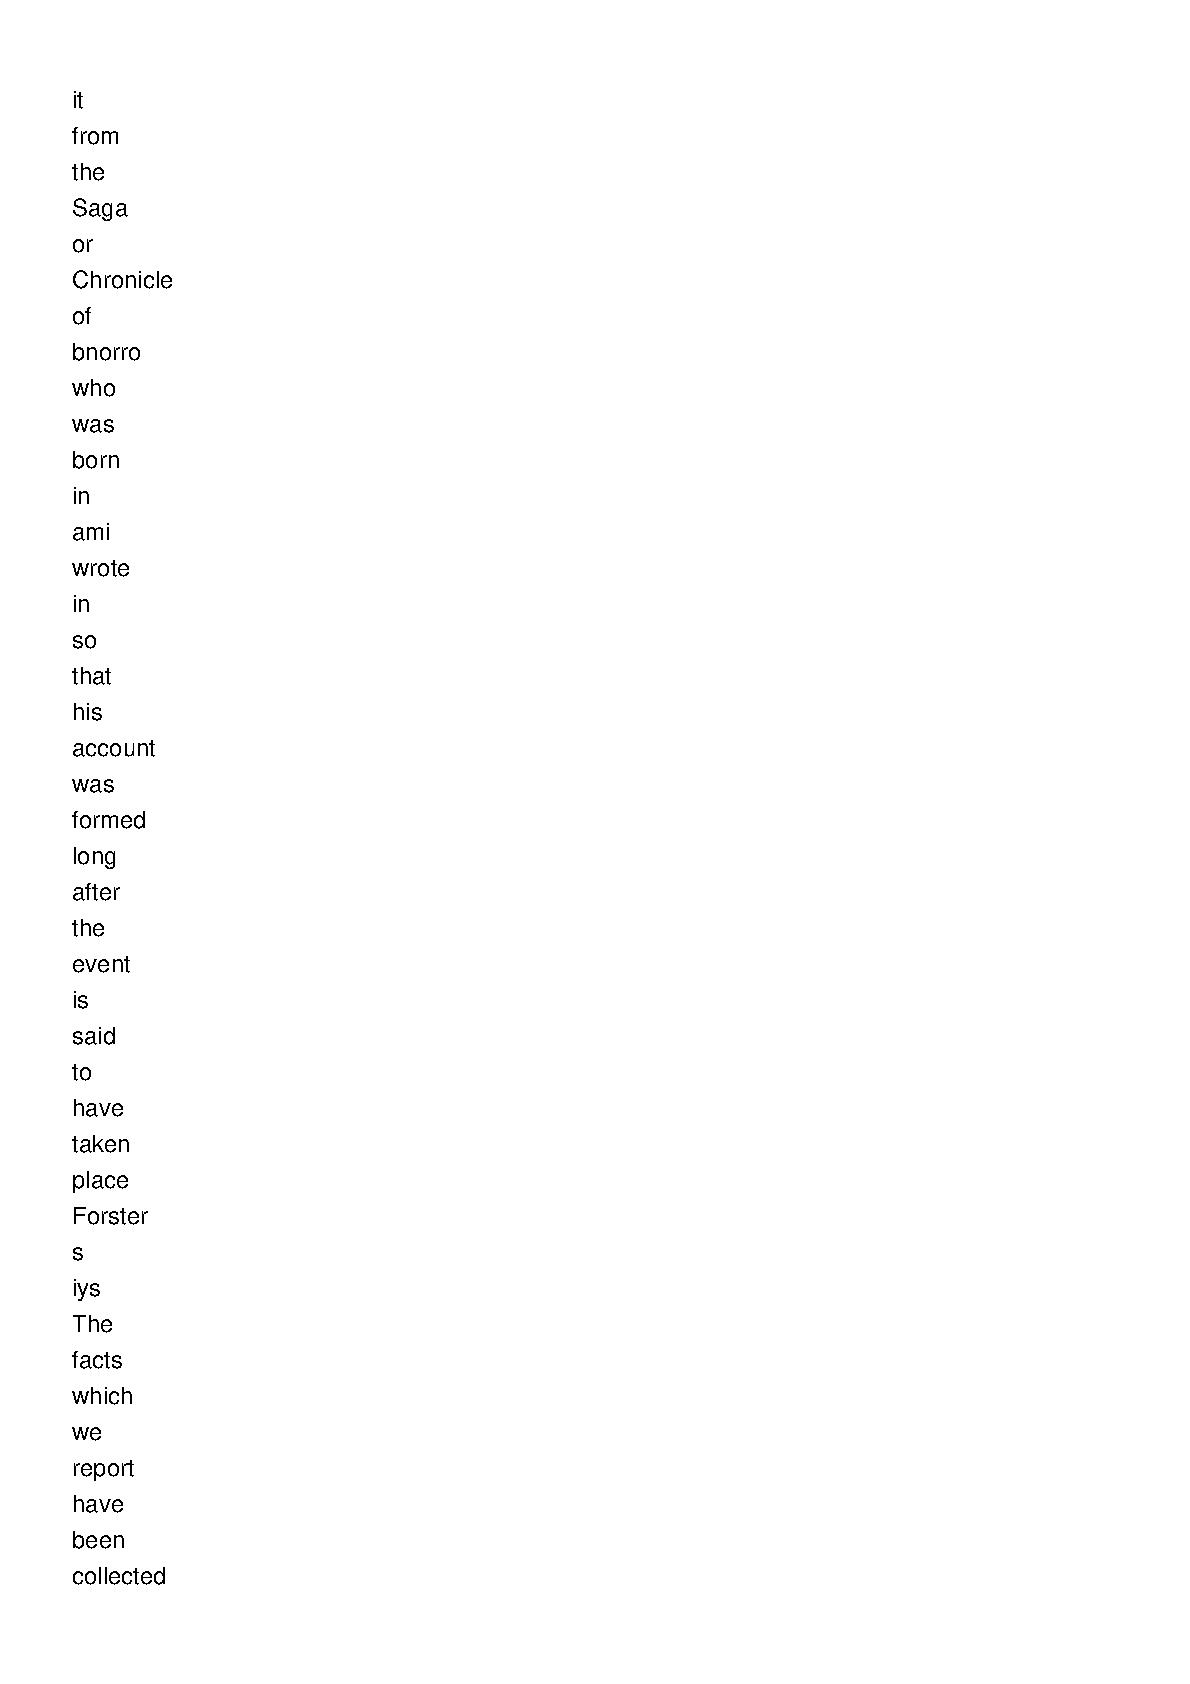 it
from
the
Saga
or
Chronicle
of
bnorro
who
was
born
in
ami
wrote
in
so
that
his
account
was
formed
long
after
the
event
is
said
to
have
taken
place
Forster
s
iys
The
facts
which
we
report
have
been
collected